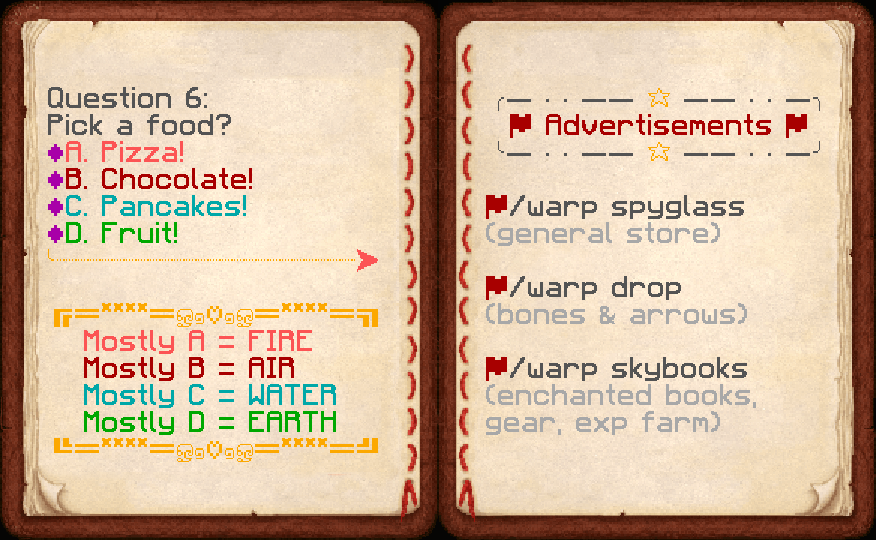 Question 6:
Pick a food?
A. Pizza!
B. Chocolate!
C. Pancakes!
D. Fruit!
Mostly A = FIRE
Mostly B = AIR
Mostly C = WATER
Mostly D = EARTH
Advertisements
/warp spyglass
(general store)
/warp drop
(bones & arrows)
/warp skybooks
(enchanted books,
gear, exp farm)